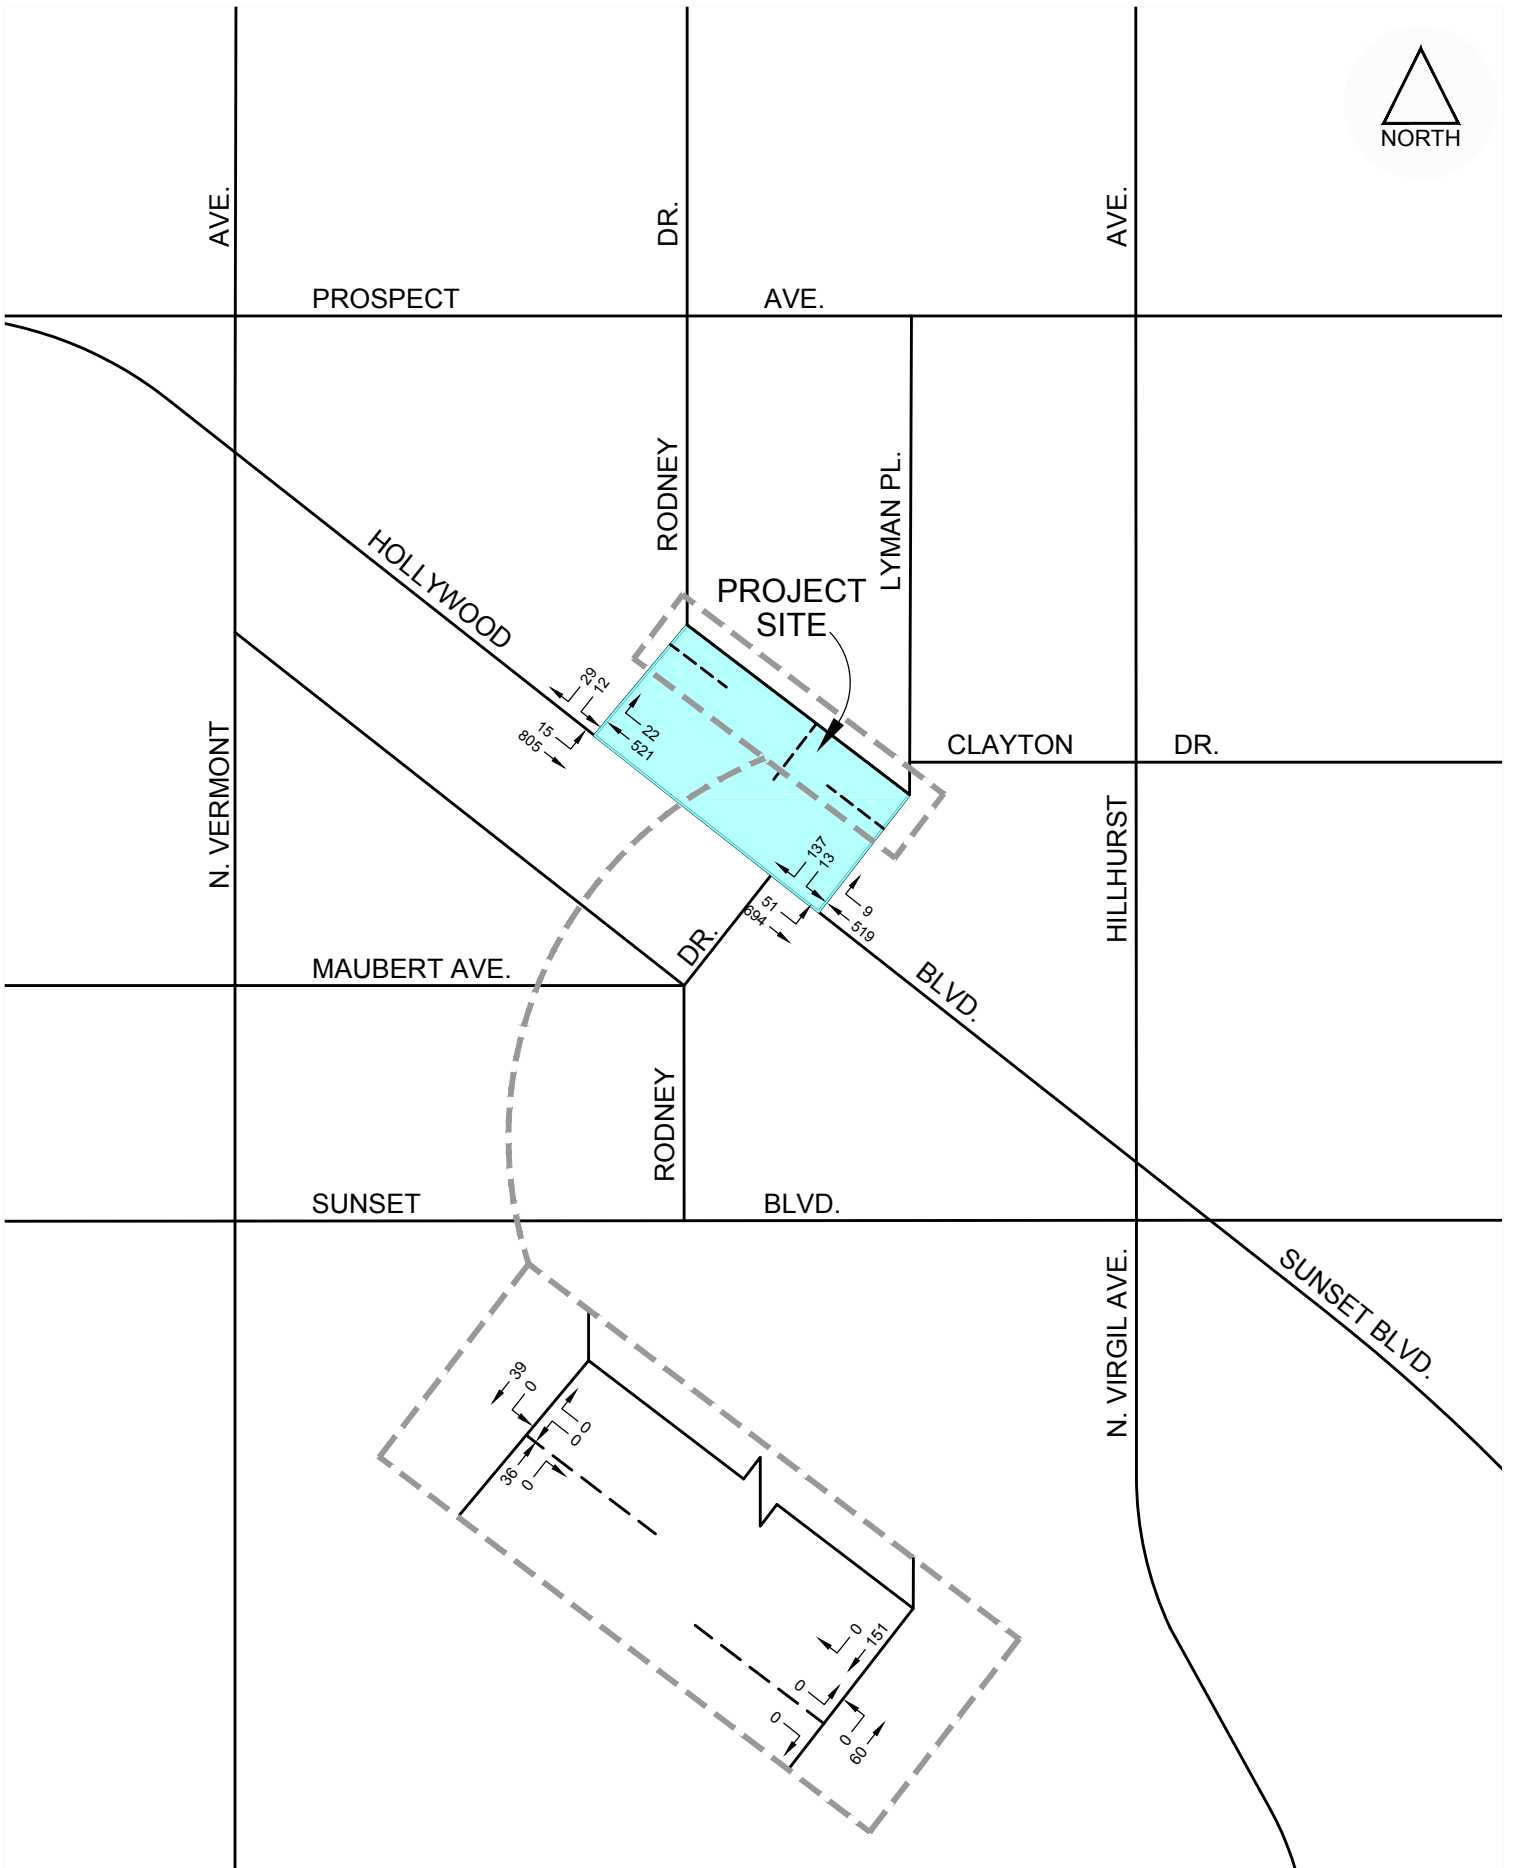 NORTH
AVE.
DR.
AVE.
PROSPECT
AVE.
RODNEY
LYMAN PL.
HOLLYWOOD
PROJECT
SITE
29
12
15
805
22
521
N. VERMONT
CLAYTON
DR.
HILLHURST
137
13
51
694
9
519
DR.
MAUBERT AVE.
BLVD.
RODNEY
SUNSET
BLVD.
N. VIRGIL AVE.
SUNSET BLVD.
39
0
0
0
36
0
0
151
0
0
0
60